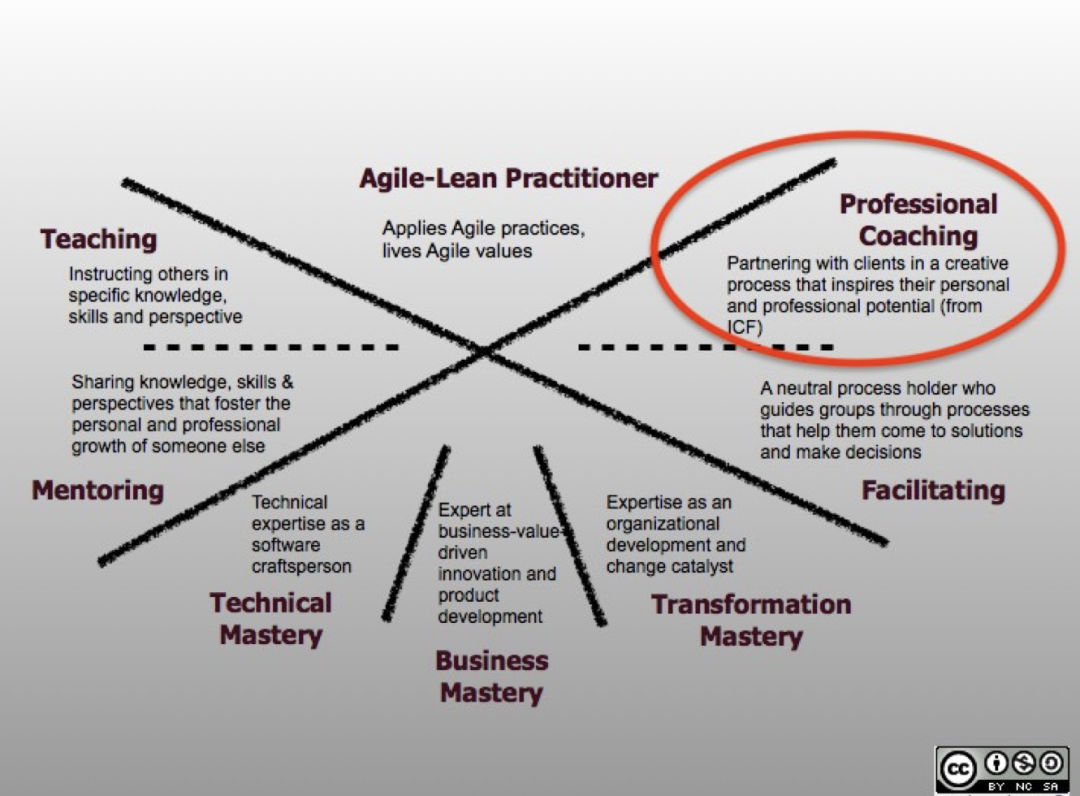 Agile-Lean Practitioner
Applies Agile practices,
lives Agile values
Teaching
Instructing others in
specific knowledge,
skills and perspective
Professional
Coaching
Partnering with clients in a creative
process that inspires their personal
and professional potential (from
ICF)
Sharing knowledge, skills &
perspectives that foster the
personal and professional
growth of someone else
Mentoring
A neutral process holder who
guides groups through processes
that help them come to solutions
and make decisions
Facilitating
Technical
expertise as a
software
craftsperson
Technical
Mastery
Expert at
business-value-
driven
innovation and
product
development
Business
Mastery
Expertise as an
organizational
development and
change catalyst
Transformation
Mastery
cc
BY NC SA